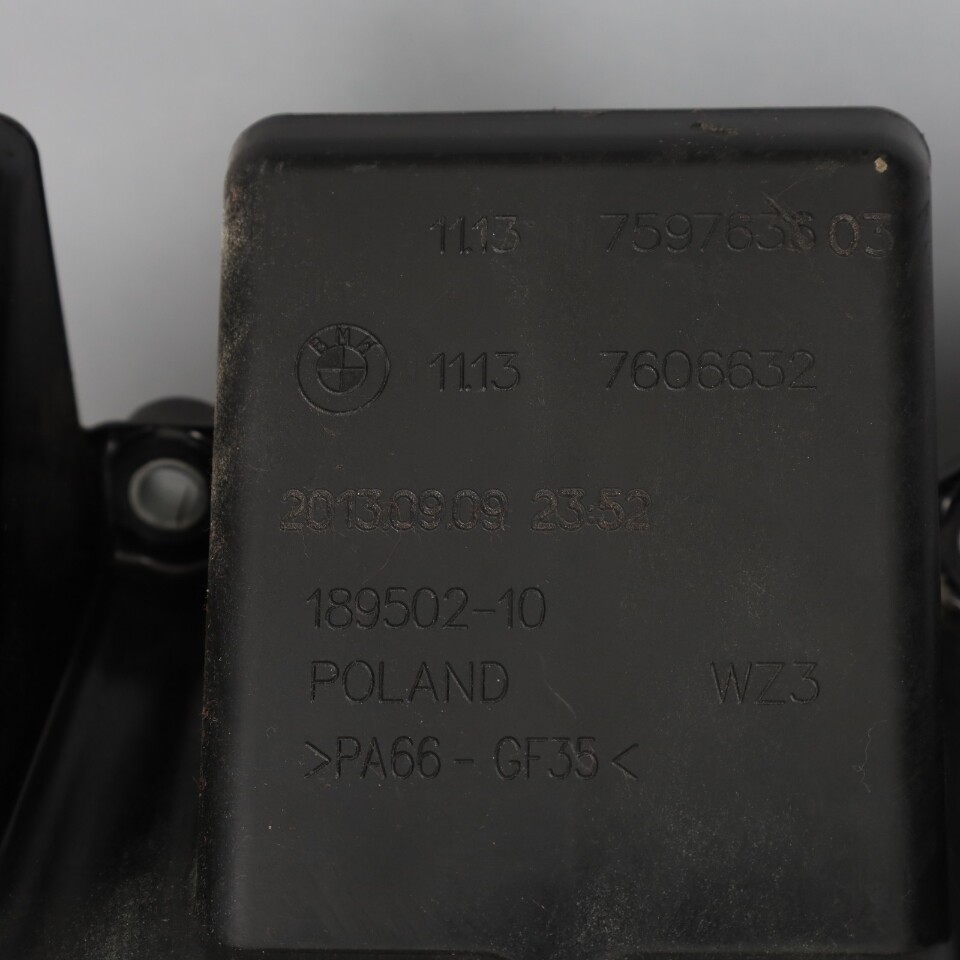 11.13 7597633 03
BMW 11.13 7606632
2013.09.09 23:52
189502-10
POLAND WZ3
>PA66 - GF35<